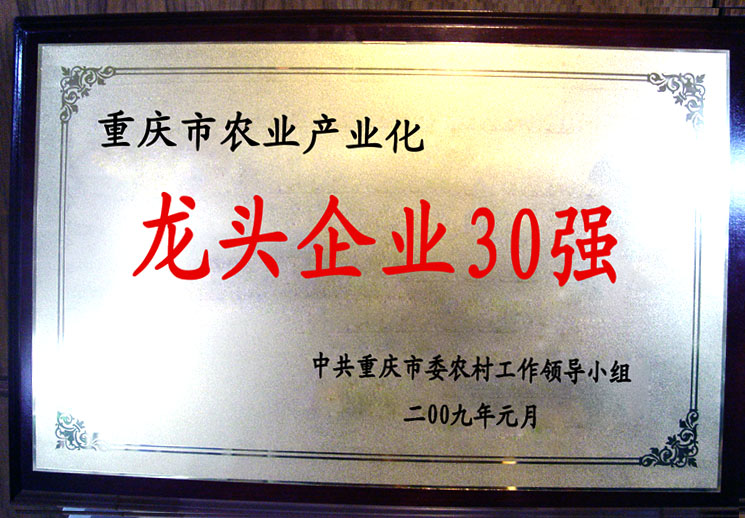 重庆市农业产业化
龙头企业30强
中共重庆市委农村工作领导小组
二00九年元月